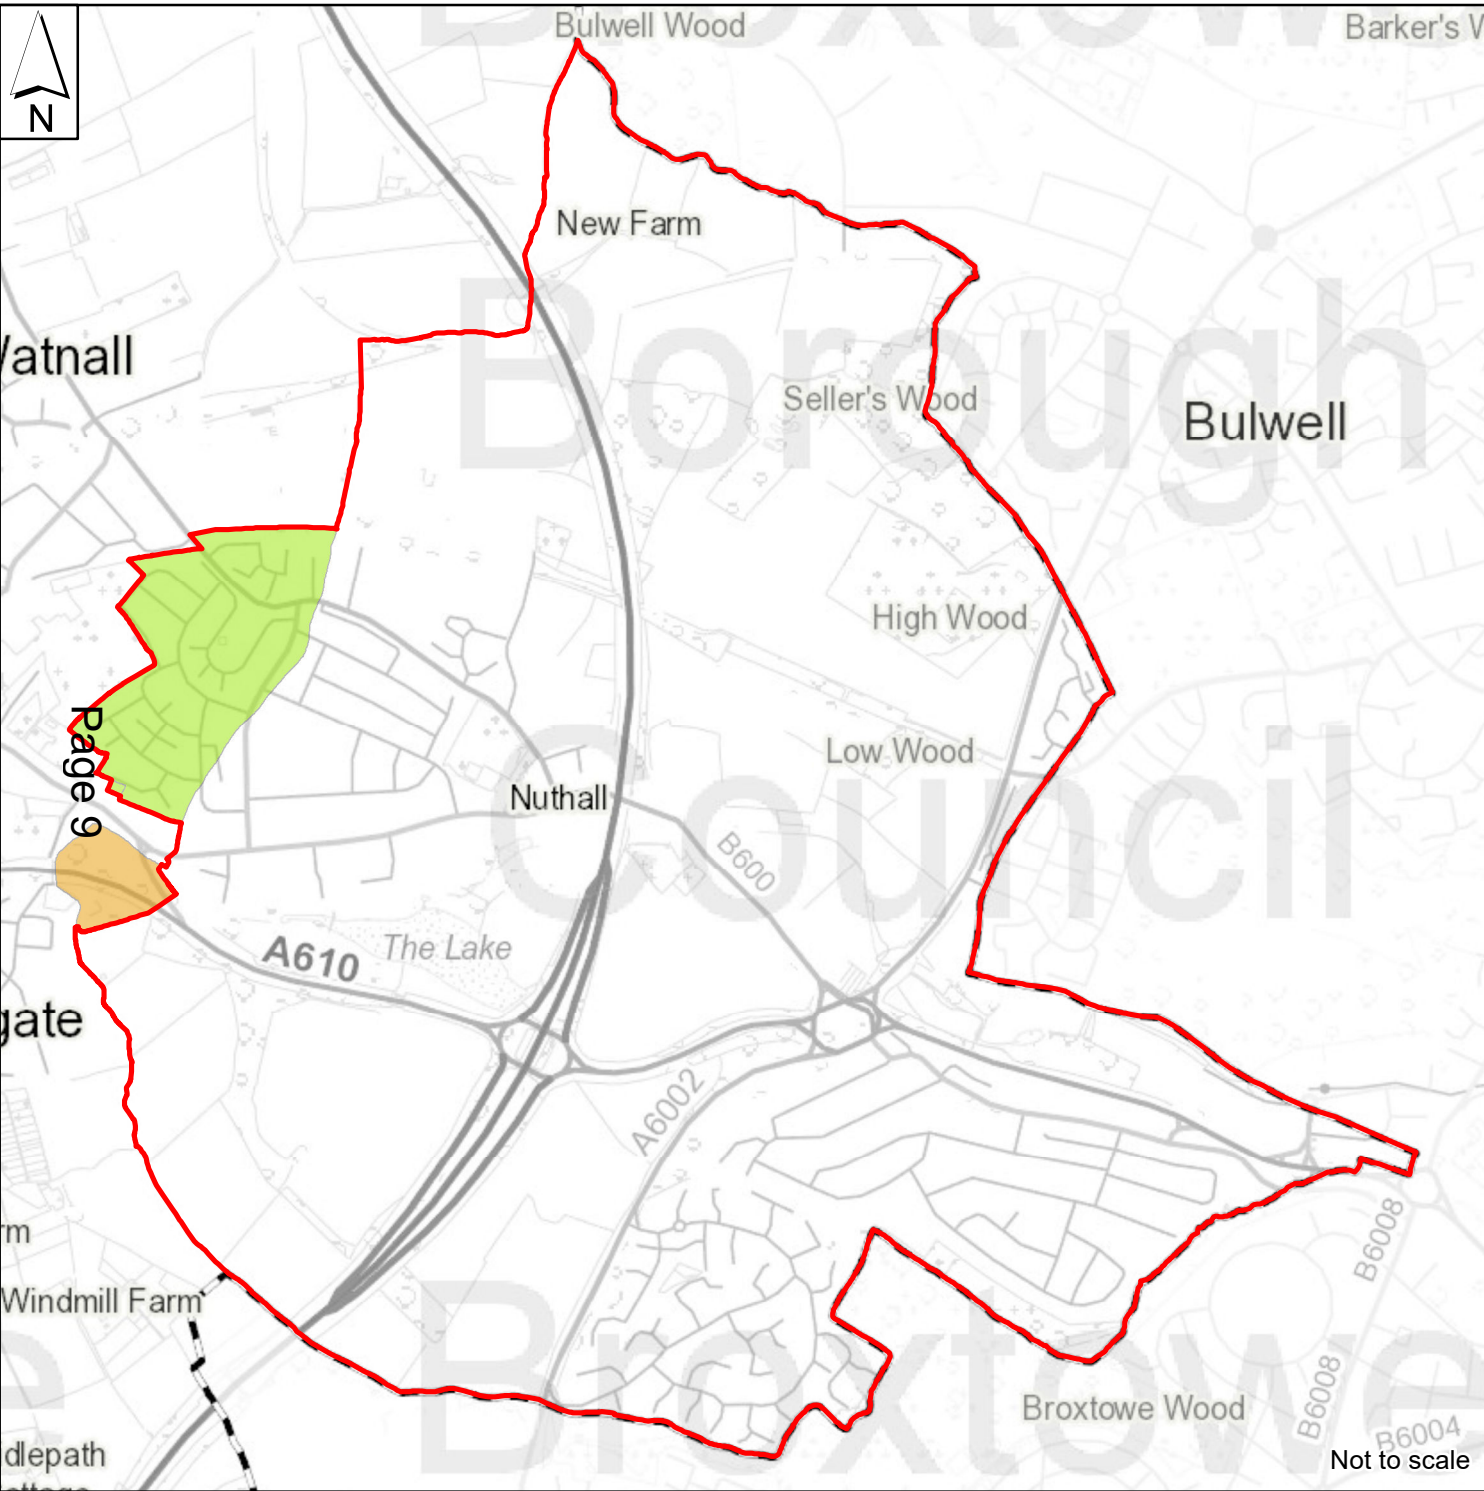 Broxtowe
Bulwell Wood
Barker's W
N
New Farm
Borough
/atnall
Seller's Wood
Bulwell
High Wood
Page 9
Low Wood
Council
Nuthall
B600
A610
The Lake
gate
A6002
rm
B6008
Windmill Farm
Broxtowe
e
Broxtowe Wood
B6008
B6004
dlepath
Not to scale